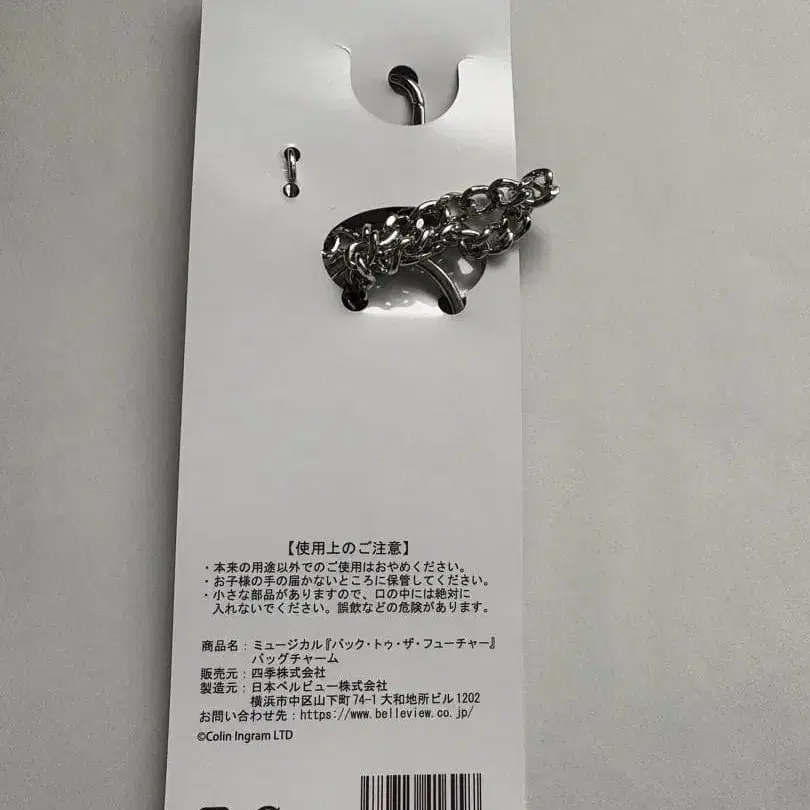 【使用上のご注意】
・本来の用途以外でのご使用はおやめください。
・お子様の手の届かないところに保管してください。
・小さな部品がありますので、口の中には絶対に
入れないでください。誤飲などの危険があります。
商品名：ミュージカル『バック・トゥ・ザ・フューチャー』
バッグチャーム
販売元：四季株式会社
製造元：日本ベルビュー株式会社
横浜市中区山下町74-1 大和地所ビル1202
お問い合わせ先：https://www.belleview.co.jp/
©Colin Ingram LTD